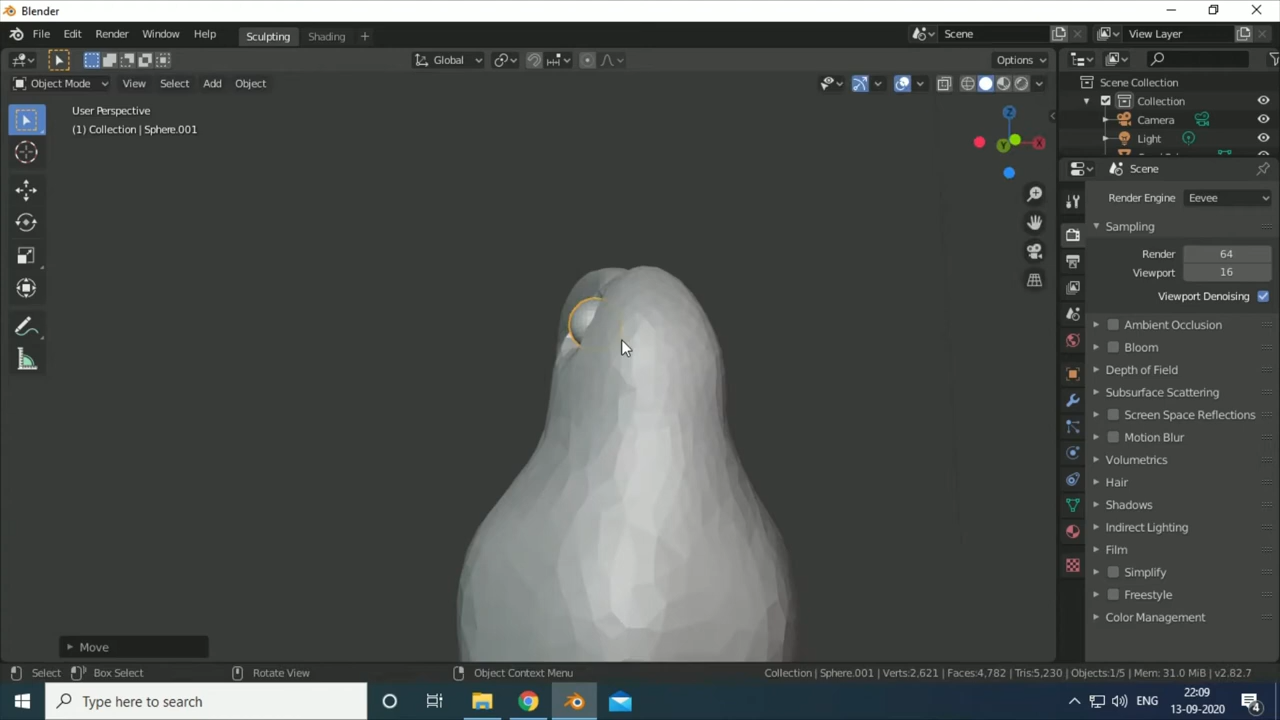 Blender
File Edit Render Window Help Sculpting Shading + Scene View Layer
Global Options
Object Mode View Select Add Object
User Perspective
(1) Collection | Sphere.001
Z
X
Y
Scene Collection
Collection
Camera
Light
Scene
Render Engine Eevee
Sampling
Render 64
Viewport 16
Viewport Denoising
Ambient Occlusion
Bloom
Depth of Field
Subsurface Scattering
Screen Space Reflections
Motion Blur
Volumetrics
Hair
Shadows
Indirect Lighting
Film
Simplify
Freestyle
Color Management
Move
Select Box Select Rotate View Object Context Menu Collection | Sphere.001 | Verts:2,621 | Faces:4,782 | Tris:5,230 | Objects:1/5 | Mem: 31.0 MiB | v2.82.7
Type here to search
ENG
22:09
13-09-2020
4